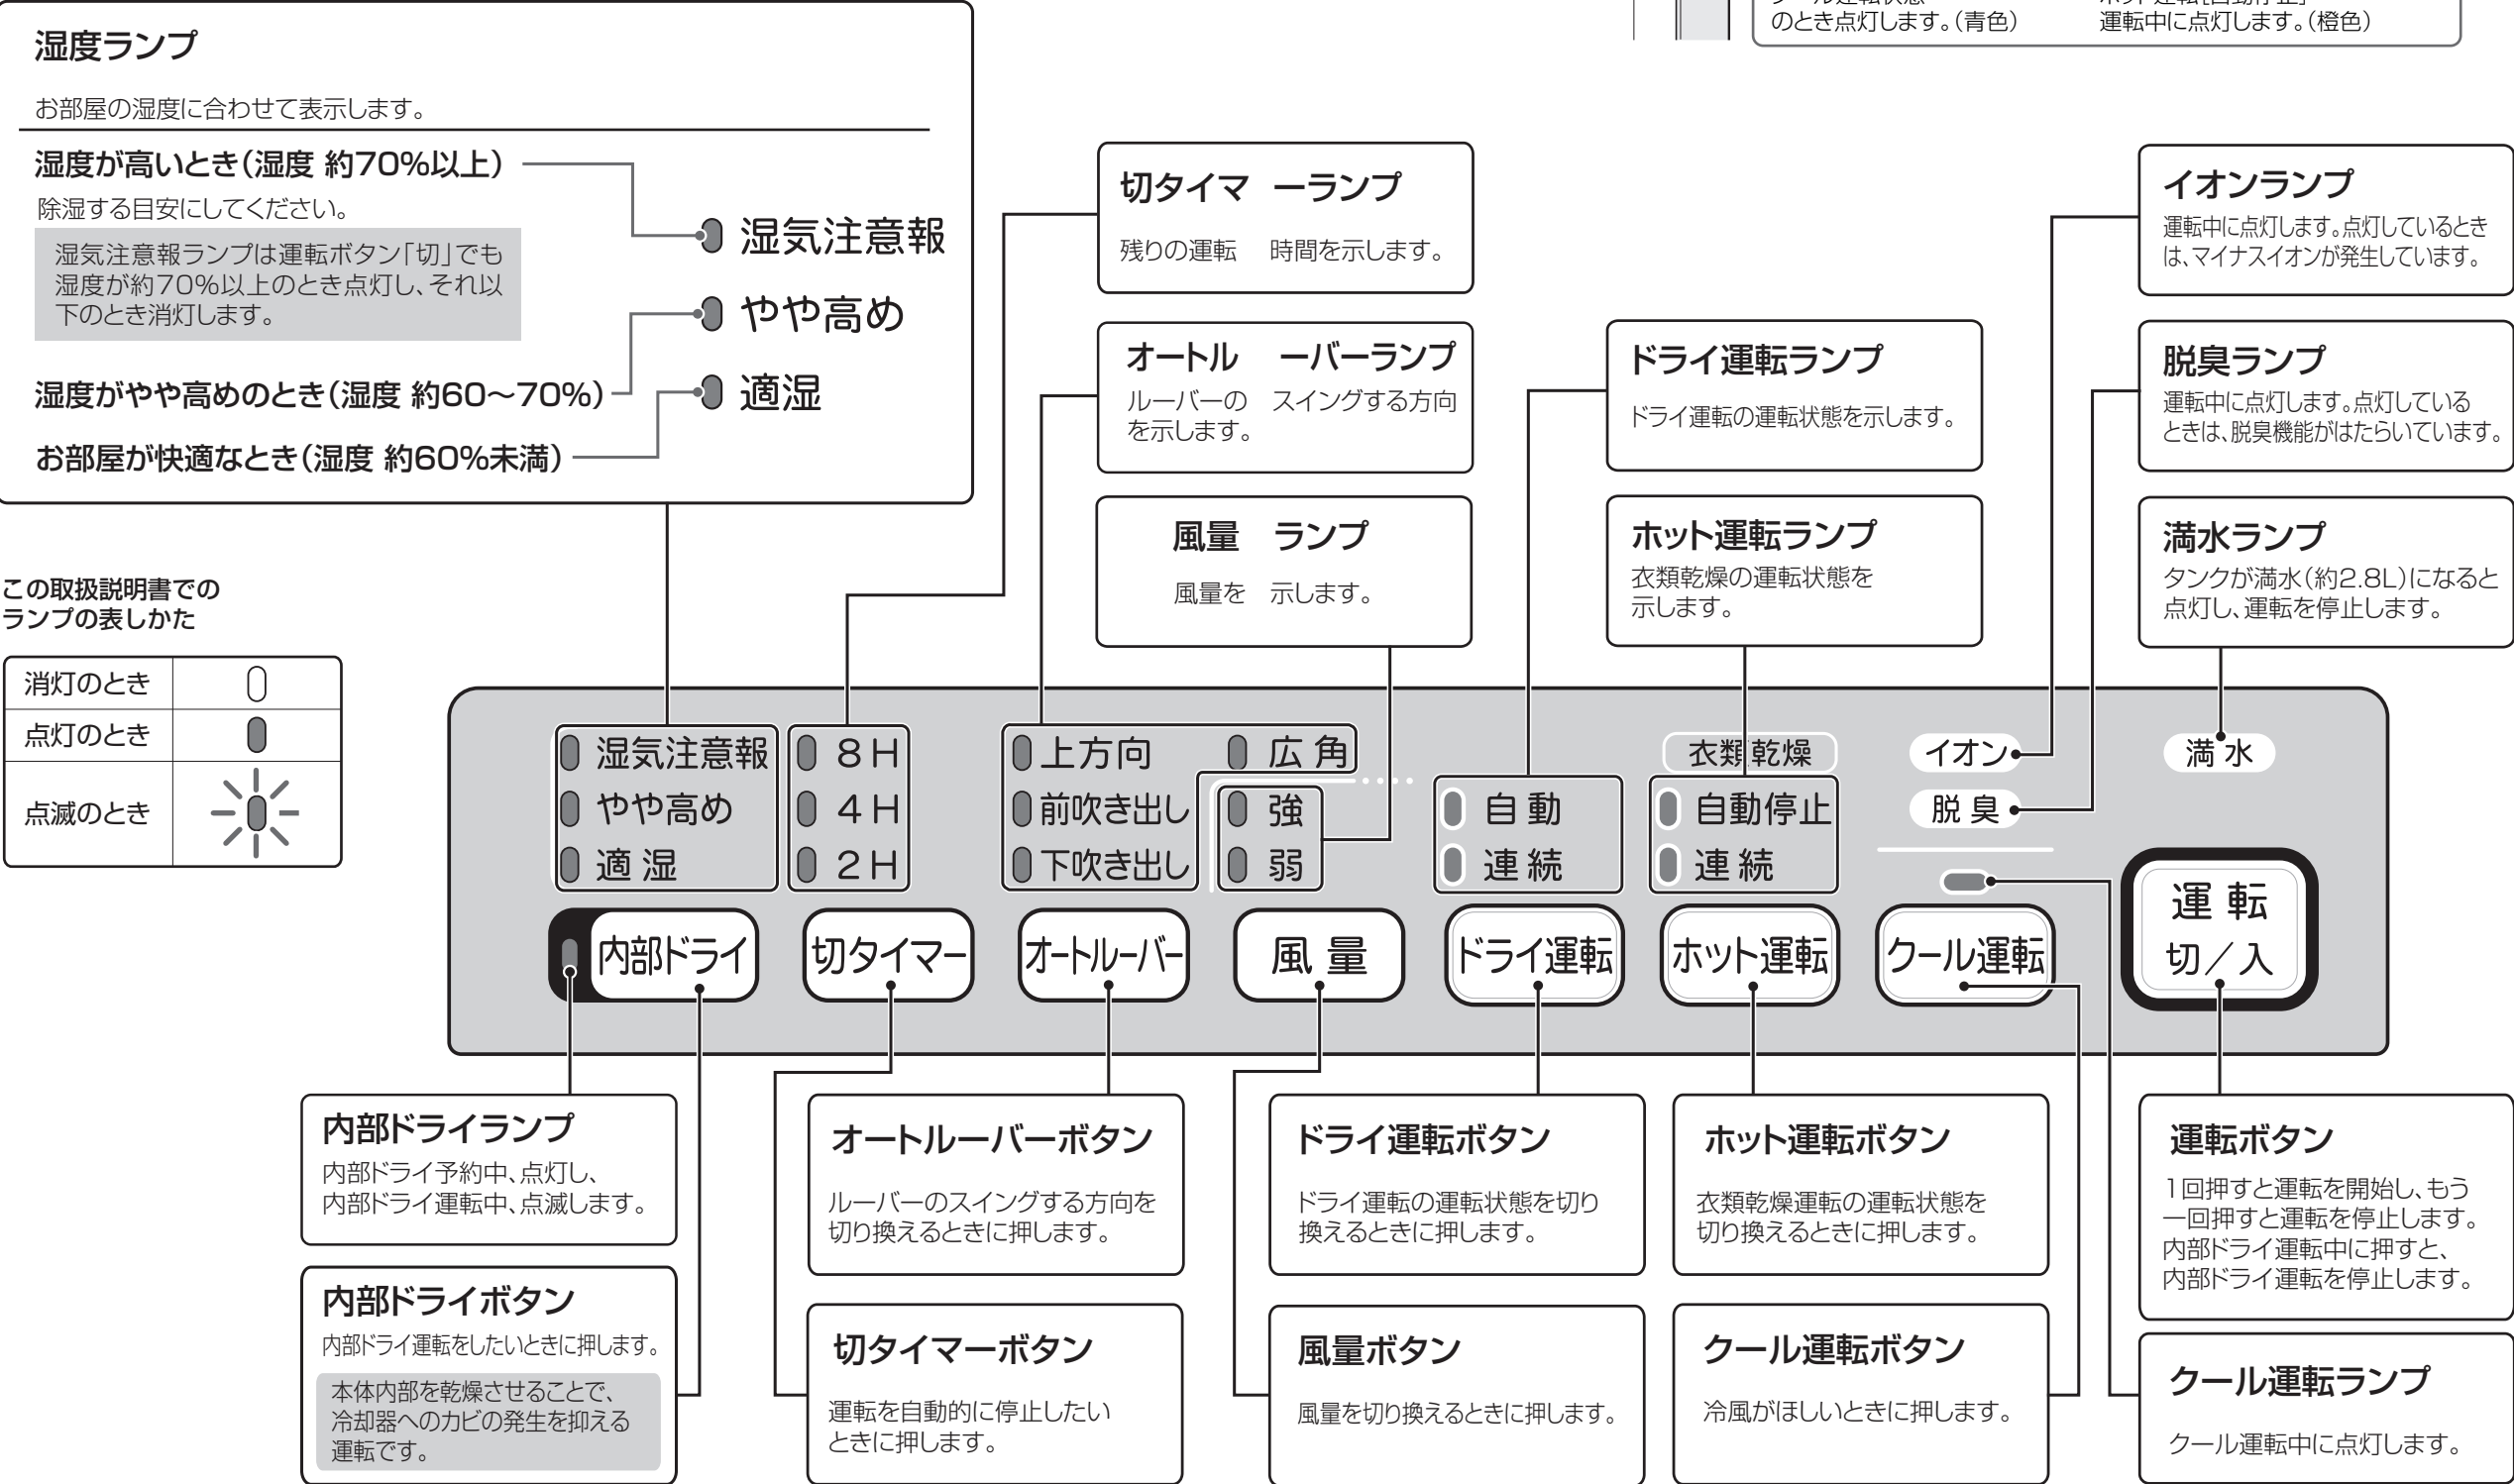 のとき点灯します。（青色）
運転中に点灯します。（橙色）
湿度ランプ
お部屋の湿度に合わせて表示します。
湿度が高いとき（湿度 約70%以上）
除湿する目安にしてください。
湿気注意報ランプは運転ボタン「切」でも
湿度が約70%以上のとき点灯し、それ以
下のとき消灯します。
湿度がやや高めのとき（湿度 約60〜70%）
お部屋が快適なとき（湿度 約60%未満）
湿気注意報
やや高め
適湿
切タイマ ーランプ
残りの運転 時間を示します。
オートル ーバーランプ
ルーバーの スイングする方向
を示します。
風量 ランプ
風量を 示します。
ドライ運転ランプ
ドライ運転の運転状態を示します。
ホット運転ランプ
衣類乾燥の運転状態を
示します。
イオンランプ
運転中に点灯します。点灯しているとき
は、マイナスイオンが発生しています。
脱臭ランプ
運転中に点灯します。点灯している
ときは、脱臭機能がはたらいています。
満水ランプ
タンクが満水（約2.8L）になると
点灯し、運転を停止します。
この取扱説明書での
ランプの表しかた
消灯のとき
点灯のとき
点滅のとき
湿気注意報
やや高め
適 湿
8 H
4 H
2 H
上方向
前吹き出し
下吹き出し
広 角
強
弱
自 動
連 続
衣類乾燥
自動停止
連 続
イオン
脱 臭
満 水
内部ドライ
切タイマー
オートルーバー
風 量
ドライ運転
ホット運転
クール運転
運 転
切／入
内部ドライランプ
内部ドライ予約中、点灯し、
内部ドライ運転中、点滅します。
内部ドライボタン
内部ドライ運転をしたいときに押します。
本体内部を乾燥させることで、
冷却器へのカビの発生を抑える
運転です。
オートルーバーボタン
ルーバーのスイングする方向を
切り換えるときに押します。
切タイマーボタン
運転を自動的に停止したい
ときに押します。
ドライ運転ボタン
ドライ運転の運転状態を切り
換えるときに押します。
風量ボタン
風量を切り換えるときに押します。
ホット運転ボタン
衣類乾燥運転の運転状態を
切り換えるときに押します。
クール運転ボタン
冷風がほしいときに押します。
運転ボタン
1回押すと運転を開始し、もう
一回押すと運転を停止します。
内部ドライ運転中に押すと、
内部ドライ運転を停止します。
クール運転ランプ
クール運転中に点灯します。